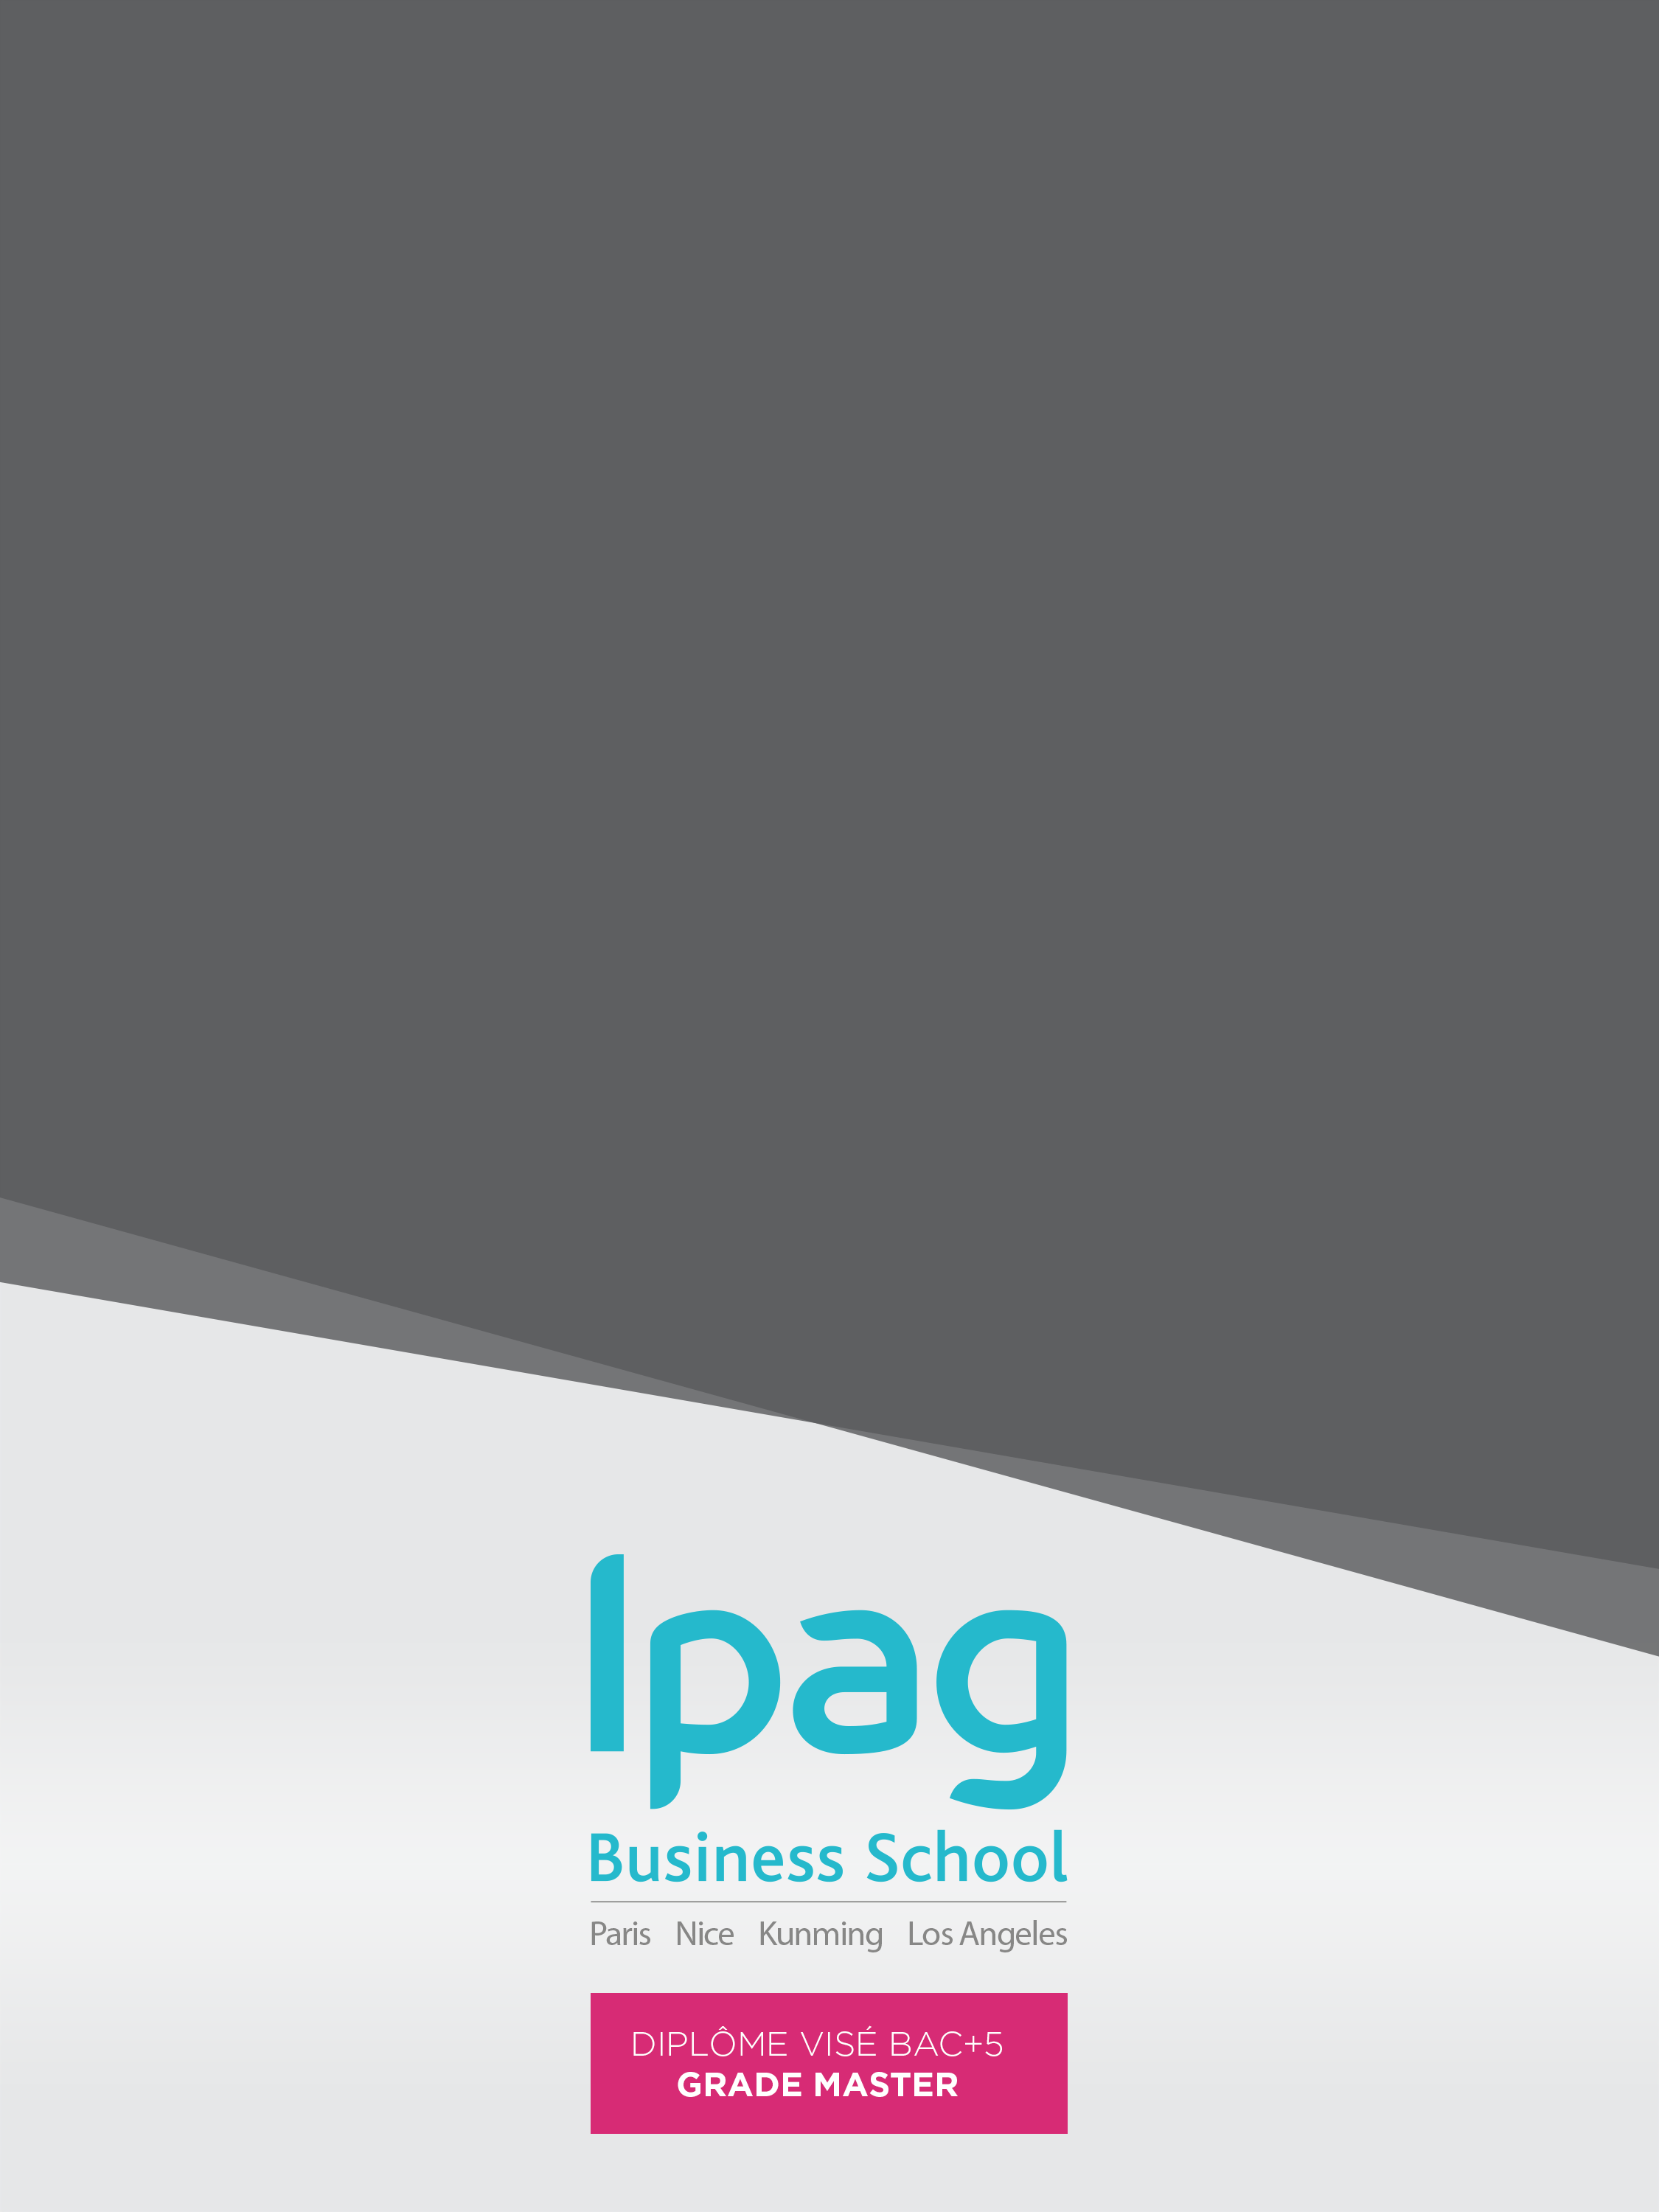 Ipag
Business School
Paris Nice Kunming Los Angeles
DIPLÔME VISÉ BAC+5
GRADE MASTER